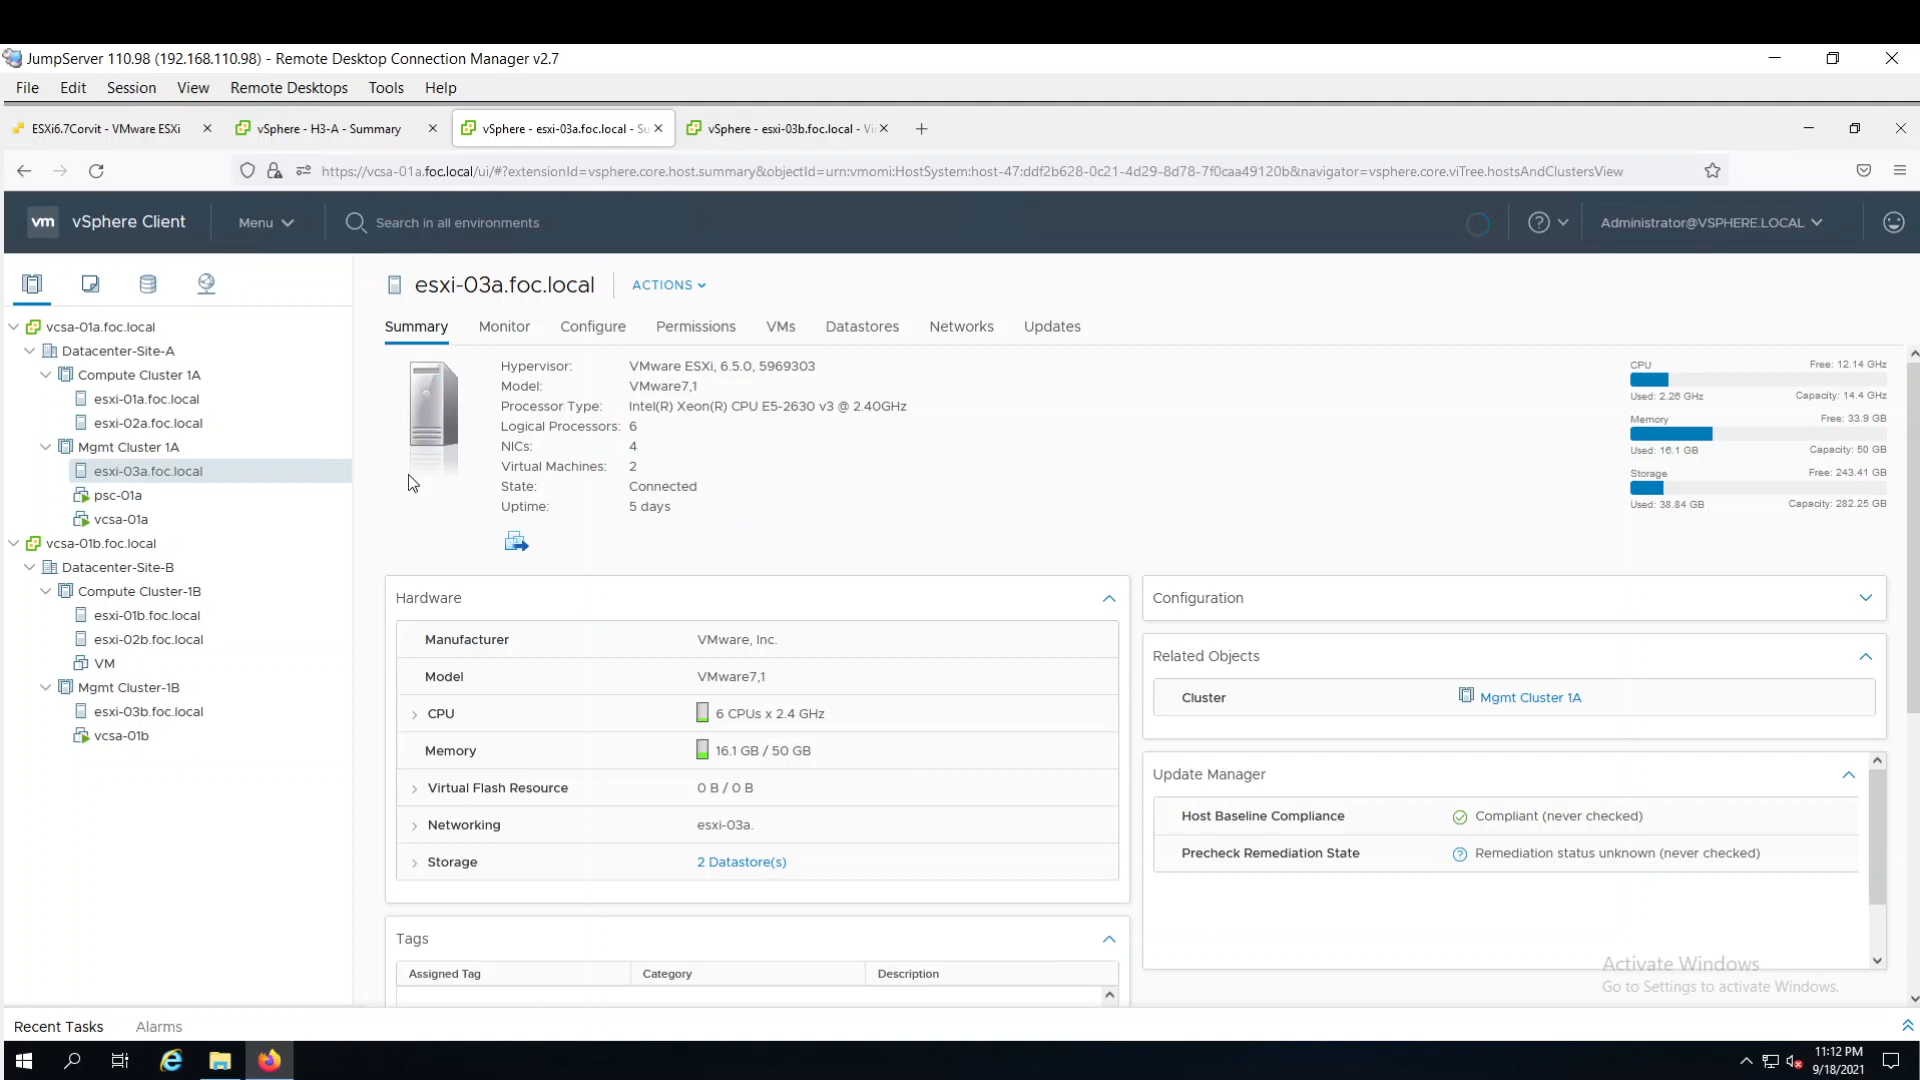 JumpServer 110.98 (192.168.110.98) - Remote Desktop Connection Manager v2.7
File Edit Session View Remote Desktops Tools Help
ESXi6.7Corvit - VMware ESXi
vSphere - H3-A - Summary
vSphere - esxi-03a.foc.local - Su
vSphere - esxi-03b.foc.local - Vi
https://vcsa-01a.foc.local/ui/#?extensionId=vsphere.core.host.summary&objectId=urn:vmomi:HostSystem:host-47:ddf2b628-0c21-4d29-8d78-7f0caa49120b&navigator=vsphere.core.viTree.hostsAndClustersView
vm vSphere Client Menu Search in all environments Administrator@VSPHERE.LOCAL
vcsa-01a.foc.local
Datacenter-Site-A
Compute Cluster 1A
esxi-01a.foc.local
esxi-02a.foc.local
Mgmt Cluster 1A
esxi-03a.foc.local
psc-01a
vcsa-01a
vcsa-01b.foc.local
Datacenter-Site-B
Compute Cluster-1B
esxi-01b.foc.local
esxi-02b.foc.local
VM
Mgmt Cluster-1B
esxi-03b.foc.local
vcsa-01b
esxi-03a.foc.local ACTIONS
Summary Monitor Configure Permissions VMs Datastores Networks Updates
Hypervisor: VMware ESXi, 6.5.0, 5969303
Model: VMware7,1
Processor Type: Intel(R) Xeon(R) CPU E5-2630 v3 @ 2.40GHz
Logical Processors: 6
NICs: 4
Virtual Machines: 2
State: Connected
Uptime: 5 days
CPU Free: 12.14 GHz
Used: 2.26 GHz Capacity: 14.4 GHz
Memory Free: 33.9 GB
Used: 16.1 GB Capacity: 50 GB
Storage Free: 243.41 GB
Used: 38.84 GB Capacity: 282.25 GB
Hardware
Manufacturer VMware, Inc.
Model VMware7,1
CPU 6 CPUs x 2.4 GHz
Memory 16.1 GB / 50 GB
Virtual Flash Resource 0 B / 0 B
Networking esxi-03a.
Storage 2 Datastore(s)
Tags
Assigned Tag Category Description
Configuration
Related Objects
Cluster Mgmt Cluster 1A
Update Manager
Host Baseline Compliance Compliant (never checked)
Precheck Remediation State Remediation status unknown (never checked)
Activate Windows
Go to Settings to activate Windows.
Recent Tasks Alarms
11:12 PM
9/18/2021